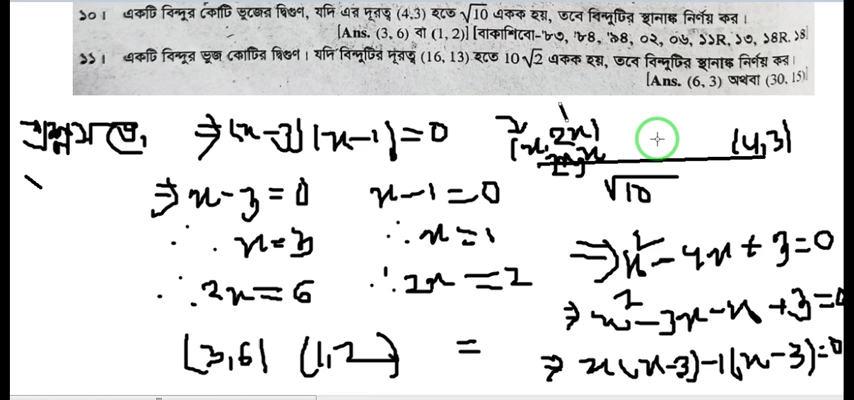 ১০। একটি বিন্দুর কোটি ভুজের দ্বিগুণ, যদি এর দূরত্ব (4,3) হতে √10 একক হয়, তবে বিন্দুটির স্থানাঙ্ক নির্ণয় কর।
[Ans. (3, 6) বা (1, 2)] [বাকাশিবো-'৮৩, '৮৪, '৯৪, ০২, ০৬, ১১R, ১৩, ১৪R, ১৪]
১১। একটি বিন্দুর ভুজ কোটির দ্বিগুণ। যদি বিন্দুটির দূরত্ব (16, 13) হতে 10√2 একক হয়, তবে বিন্দুটির স্থানাঙ্ক নির্ণয় কর।
[Ans. (6, 3) অথবা (30, 15)]
প্রশ্নমতে, ⇒ (x-3)(x-1)=0
(x, 2x) (4,3)
√10
⇒ x-3=0 x-1=0
∴ x=3 ∴ x=1
∴ 2x=6 ∴ 2x=2
(3,6) (1,2) =
⇒ x²-4x+3=0
⇒ x²-3x-x+3=0
⇒ x(x-3)-1(x-3)=0